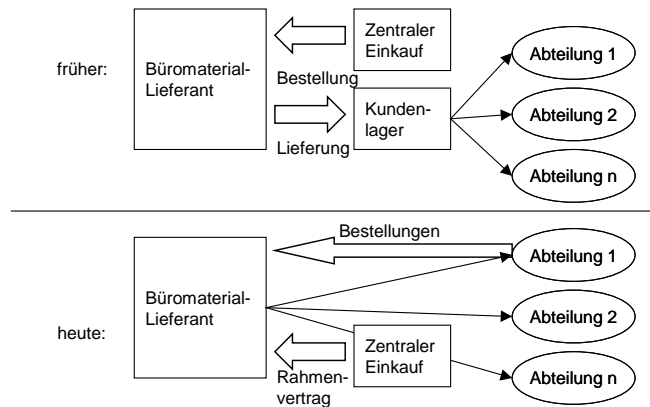 früher:
Büromaterial-
Lieferant
Bestellung
Lieferung
Zentraler
Einkauf
Kunden-
lager
Abteilung 1
Abteilung 2
Abteilung n
heute:
Büromaterial-
Lieferant
Bestellungen
Rahmen-
vertrag
Zentraler
Einkauf
Abteilung 1
Abteilung 2
Abteilung n